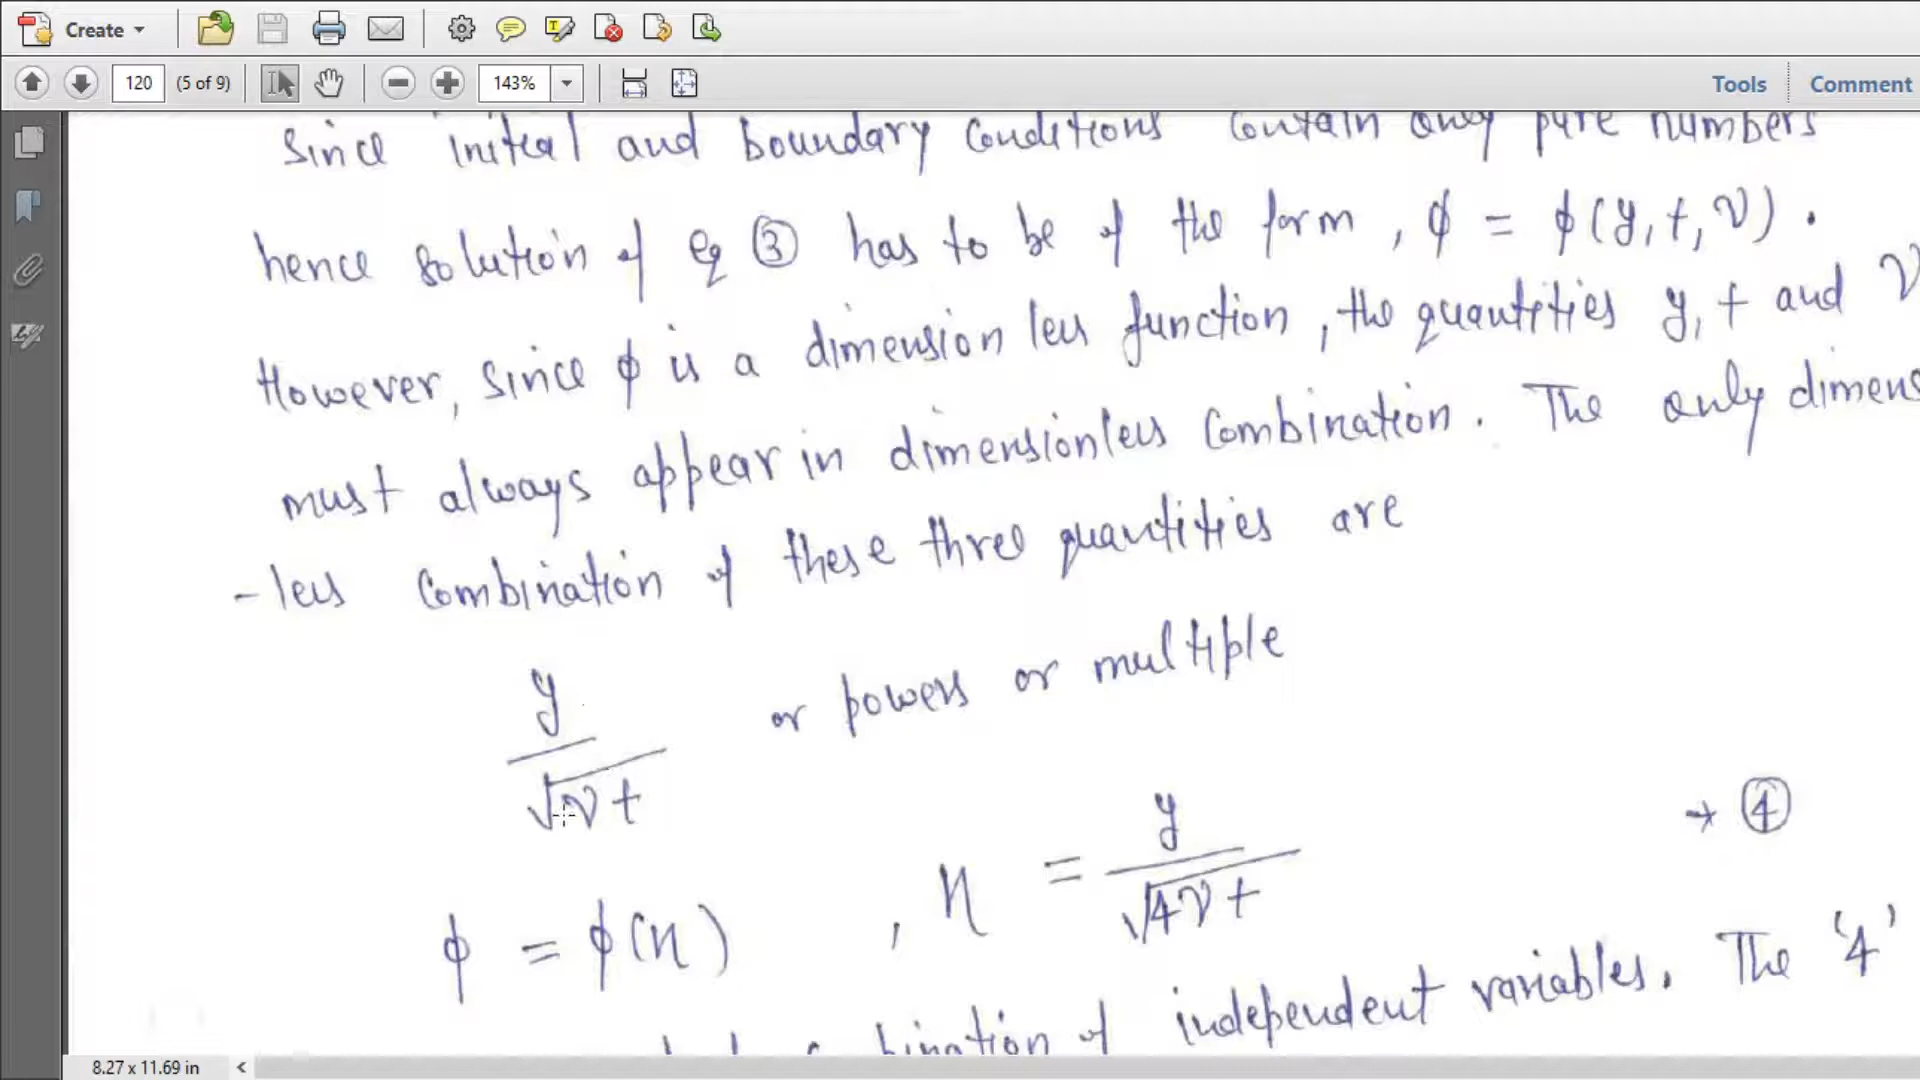 Create
120 (5 of 9) 143% Tools Comment
Since initial and boundary conditions contain only pure numbers
hence solution of eq ③ has to be of the form, ϕ = ϕ(y, t, ν).
However, since ϕ is a dimension less function, the quantities y, t and ν
must always appear in dimensionless combination. The only dimens
-less combination of these three quantities are
y / √νt or powers or multiple
ϕ = ϕ(η) , η = y / √4νt → ④
combination of independent variables. The '4'
8.27 x 11.69 in